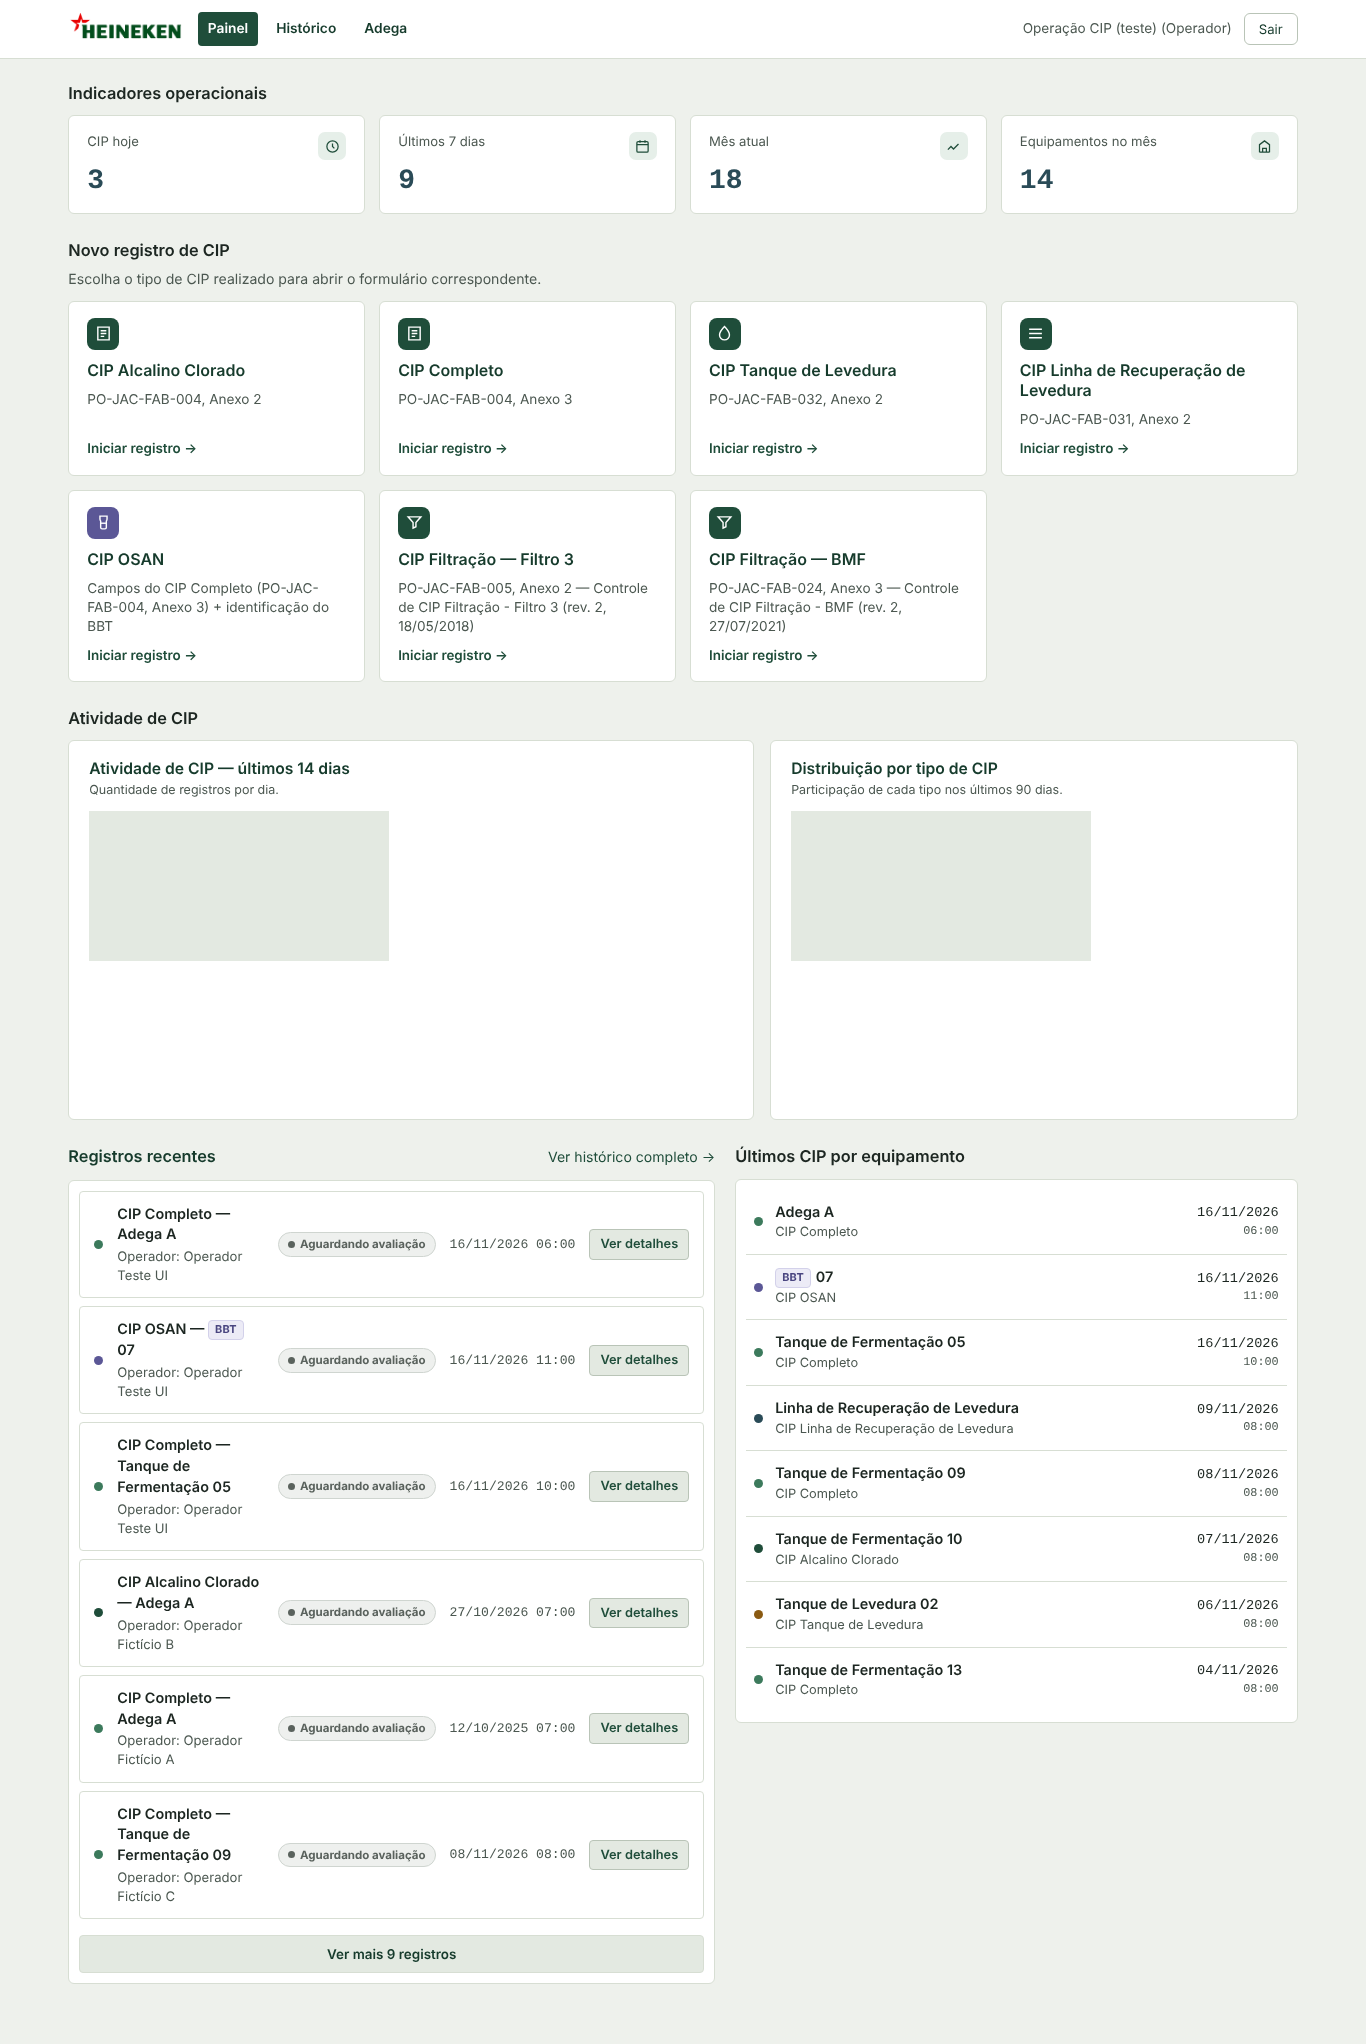 HEINEKEN
Painel
Histórico
Adega
Operação CIP (teste) (Operador)
Sair
Indicadores operacionais
CIP hoje
3
Últimos 7 dias
9
Mês atual
18
Equipamentos no mês
14
Novo registro de CIP
Escolha o tipo de CIP realizado para abrir o formulário correspondente.
CIP Alcalino Clorado
PO-JAC-FAB-004, Anexo 2
Iniciar registro →
CIP Completo
PO-JAC-FAB-004, Anexo 3
Iniciar registro →
CIP Tanque de Levedura
PO-JAC-FAB-032, Anexo 2
Iniciar registro →
CIP Linha de Recuperação de
Levedura
PO-JAC-FAB-031, Anexo 2
Iniciar registro →
CIP OSAN
Campos do CIP Completo (PO-JAC-
FAB-004, Anexo 3) + identificação do
BBT
Iniciar registro →
CIP Filtração — Filtro 3
PO-JAC-FAB-005, Anexo 2 — Controle
de CIP Filtração - Filtro 3 (rev. 2,
18/05/2018)
Iniciar registro →
CIP Filtração — BMF
PO-JAC-FAB-024, Anexo 3 — Controle
de CIP Filtração - BMF (rev. 2,
27/07/2021)
Iniciar registro →
Atividade de CIP
Atividade de CIP — últimos 14 dias
Quantidade de registros por dia.
Distribuição por tipo de CIP
Participação de cada tipo nos últimos 90 dias.
Registros recentes
Ver histórico completo →
CIP Completo —
Adega A
Operador: Operador
Teste UI
Aguardando avaliação
16/11/2026 06:00
Ver detalhes
CIP OSAN — BBT
07
Operador: Operador
Teste UI
Aguardando avaliação
16/11/2026 11:00
Ver detalhes
CIP Completo —
Tanque de
Fermentação 05
Operador: Operador
Teste UI
Aguardando avaliação
16/11/2026 10:00
Ver detalhes
CIP Alcalino Clorado
— Adega A
Operador: Operador
Fictício B
Aguardando avaliação
27/10/2026 07:00
Ver detalhes
CIP Completo —
Adega A
Operador: Operador
Fictício A
Aguardando avaliação
12/10/2025 07:00
Ver detalhes
CIP Completo —
Tanque de
Fermentação 09
Operador: Operador
Fictício C
Aguardando avaliação
08/11/2026 08:00
Ver detalhes
Ver mais 9 registros
Últimos CIP por equipamento
Adega A
CIP Completo
16/11/2026
06:00
BBT 07
CIP OSAN
16/11/2026
11:00
Tanque de Fermentação 05
CIP Completo
16/11/2026
10:00
Linha de Recuperação de Levedura
CIP Linha de Recuperação de Levedura
09/11/2026
08:00
Tanque de Fermentação 09
CIP Completo
08/11/2026
08:00
Tanque de Fermentação 10
CIP Alcalino Clorado
07/11/2026
08:00
Tanque de Levedura 02
CIP Tanque de Levedura
06/11/2026
08:00
Tanque de Fermentação 13
CIP Completo
04/11/2026
08:00